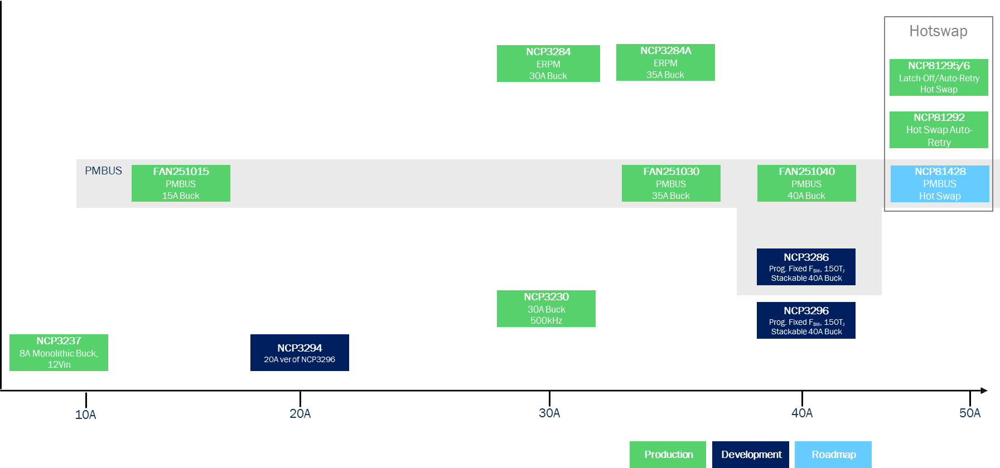 Hotswap
NCP3284
ERPM
30A Buck
NCP3284A
ERPM
35A Buck
NCP81295/6
Latch-Off/Auto-Retry
Hot Swap
NCP81292
Hot Swap Auto-
Retry
PMBUS
FAN251015
PMBUS
15A Buck
FAN251030
PMBUS
35A Buck
FAN251040
PMBUS
40A Buck
NCP81428
PMBUS
Hot Swap
NCP3286
Prog. Fixed FSW, 150TJ
Stackable 40A Buck
NCP3230
30A Buck
500kHz
NCP3296
Prog. Fixed FSW, 150TJ
Stackable 40A Buck
NCP3237
8A Monolithic Buck,
12Vin
NCP3294
20A ver of NCP3296
10A
20A
30A
40A
50A
Production
Development
Roadmap